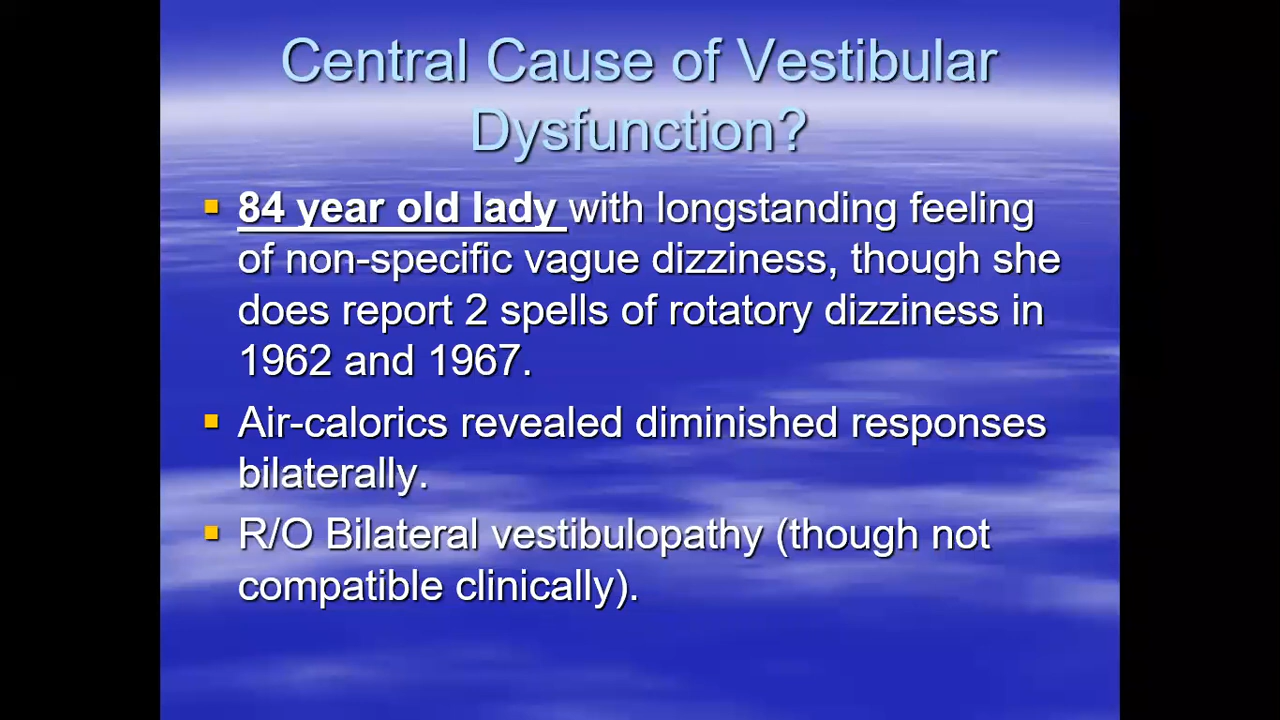 Central Cause of Vestibular
Dysfunction?
84 year old lady with longstanding feeling
of non-specific vague dizziness, though she
does report 2 spells of rotatory dizziness in
1962 and 1967.
Air-calorics revealed diminished responses
bilaterally.
R/O Bilateral vestibulopathy (though not
compatible clinically).